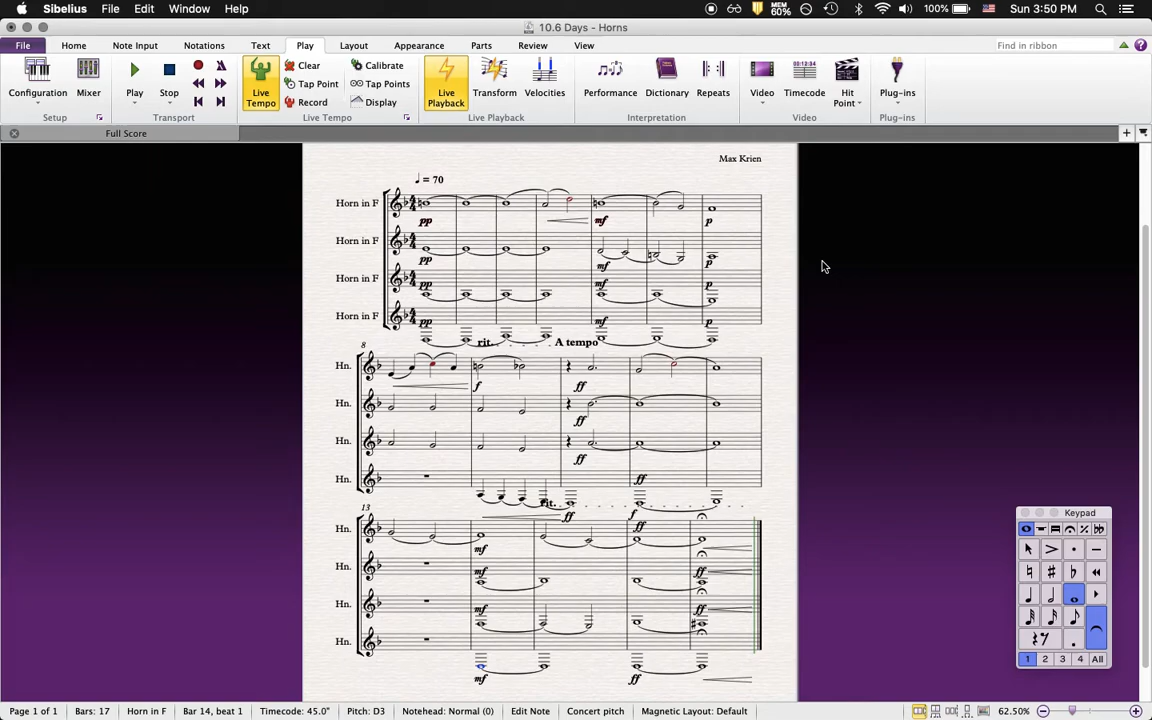 Sibelius File Edit Window Help MEM 60% 100% Sun 3:50 PM
10.6 Days - Horns
File Home Note Input Notations Text Play Layout Appearance Parts Review View Find in ribbon
Clear Calibrate
Tap Point Tap Points
Configuration Mixer Play Stop Live Tempo Record Display Live Playback Transform Velocities Performance Dictionary Repeats Video Timecode Hit Point Plug-ins
Setup Transport Live Tempo Live Playback Interpretation Video Plug-ins
Full Score
Max Krien
= 70
Horn in F
pp mf p
Horn in F
pp mf p
Horn in F
pp mf p
Horn in F
pp mf p
rit. A tempo
8
Hn.
f ff
Hn.
ff
Hn.
ff ff
Hn.
rit.
13
ff f ff
Hn.
mf
Hn.
mf ff
Hn.
mf ff
Hn.
mf ff
Keypad
1 2 3 4 All
Page 1 of 1 Bars: 17 Horn in F Bar 14, beat 1 Timecode: 45.0" Pitch: D3 Notehead: Normal (0) Edit Note Concert pitch Magnetic Layout: Default 62.50%